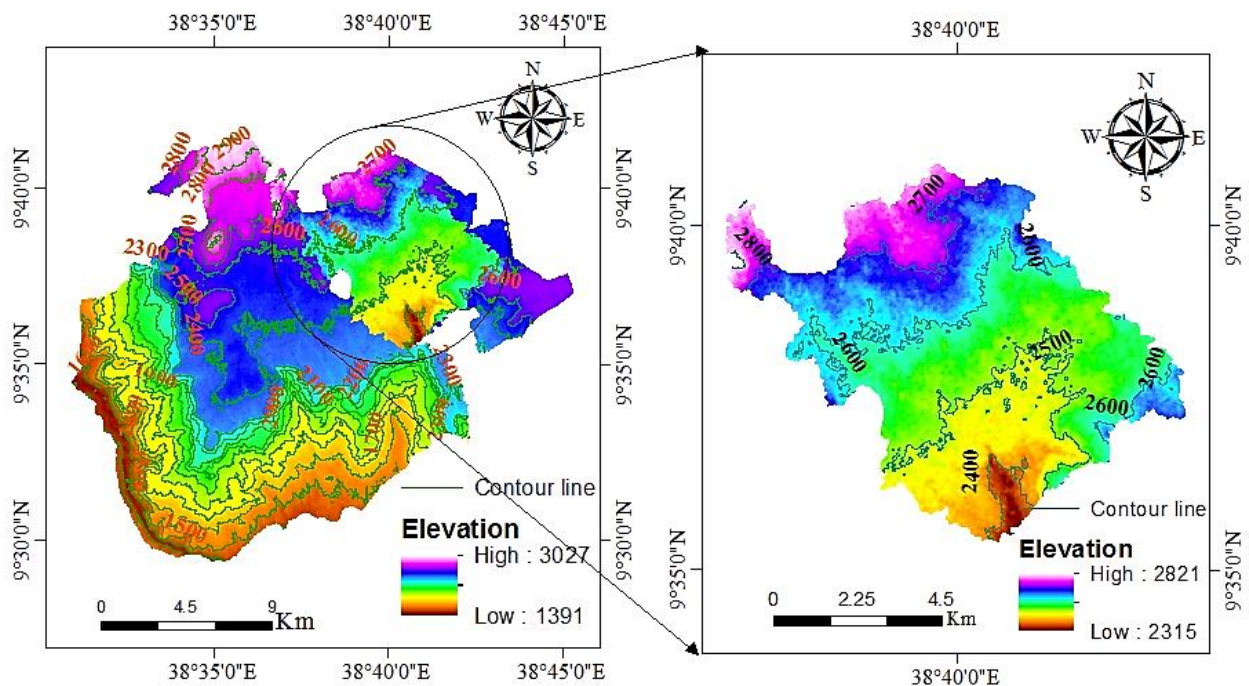 38°35'0"E 38°40'0"E 38°45'0"E
38°40'0"E
N
W E
S
N
W E
S
9°40'0"N
9°35'0"N
9°30'0"N
9°40'0"N
9°35'0"N
9°40'0"N
9°35'0"N
9°30'0"N
9°40'0"N
9°35'0"N
2800
2900
2800
2700
2300
2600
2500
2400
2600
1500
2700
2800
2600
2600
2500
2600
2600
2400
Contour line
Elevation
High : 3027
Low : 1391
0 4.5 9
Km
Contour line
Elevation
High : 2821
Low : 2315
0 2.25 4.5
Km
38°35'0"E 38°40'0"E 38°45'0"E
38°40'0"E